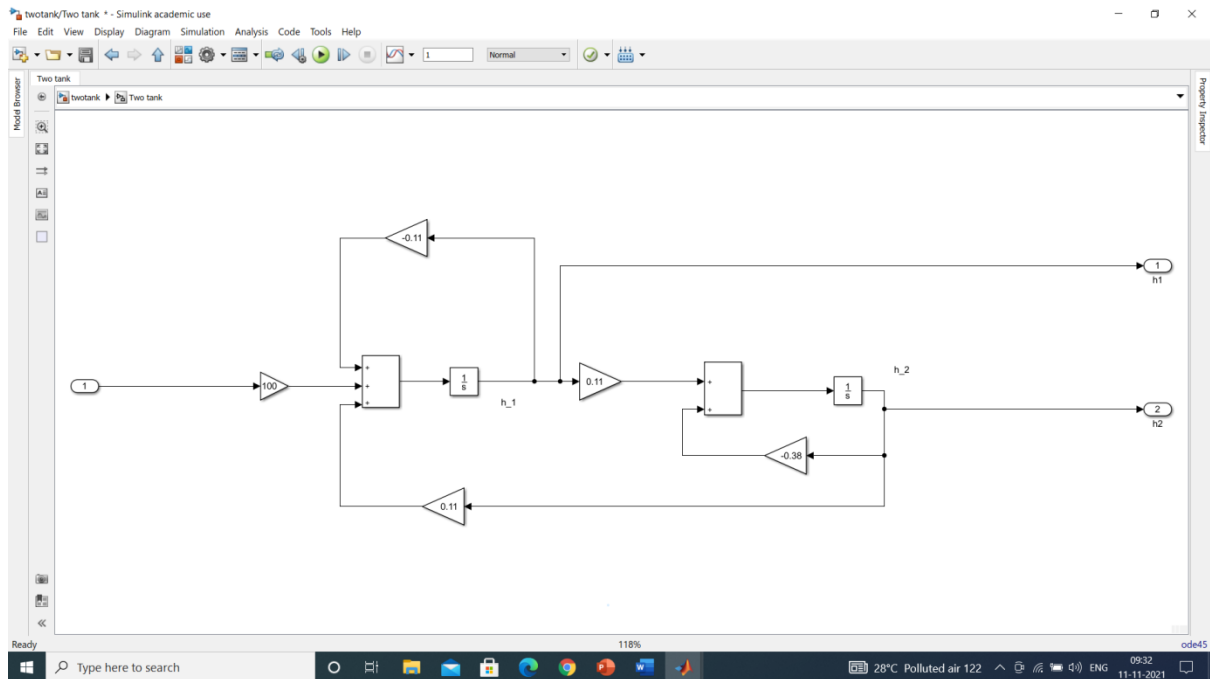 twotank/Two tank * - Simulink academic use
File Edit View Display Diagram Simulation Analysis Code Tools Help
1 Normal
Model Browser
Two tank
twotank Two tank
Property Inspector
-0.11
1
h1
1
100
+
+
+
1
s
h_1
0.11
+
+
1
s
h_2
2
h2
-0.38
0.11
Ready 118% ode45
Type here to search
28°C Polluted air 122 ENG 09:32
11-11-2021